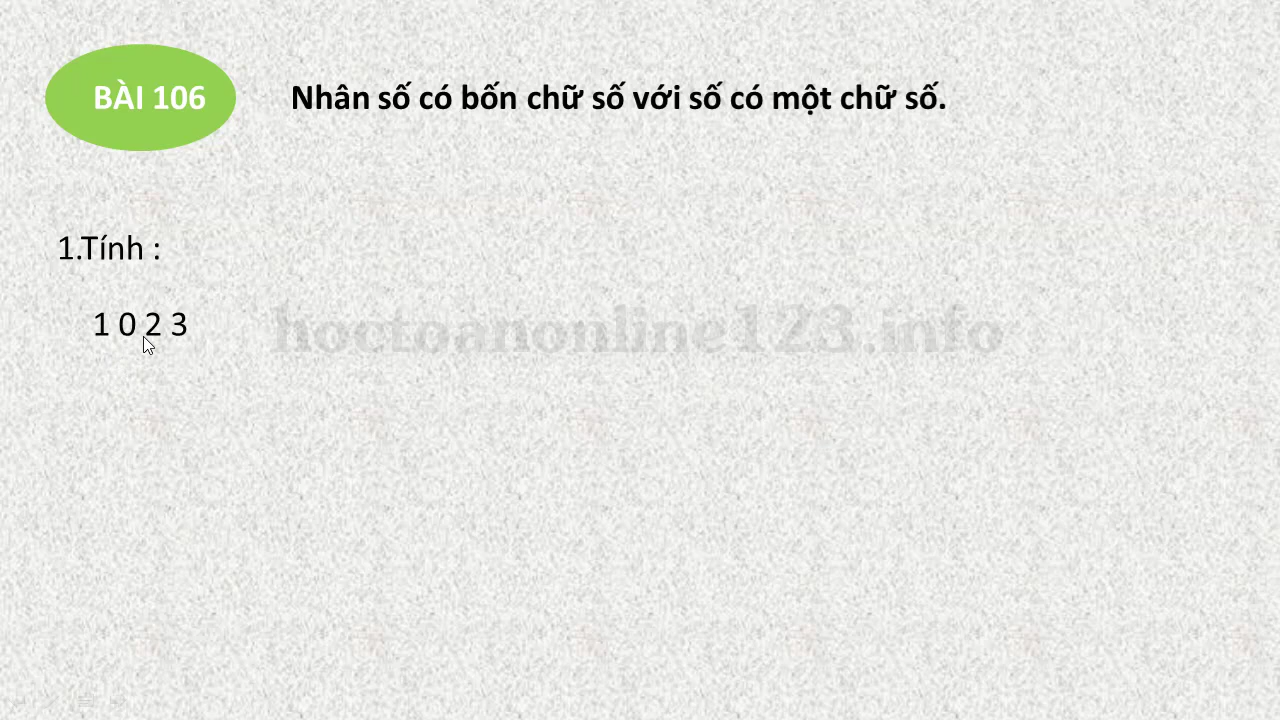 BÀI 106
Nhân số có bốn chữ số với số có một chữ số.
1.Tính :
1 0 2 3
hoctoanonline123.info